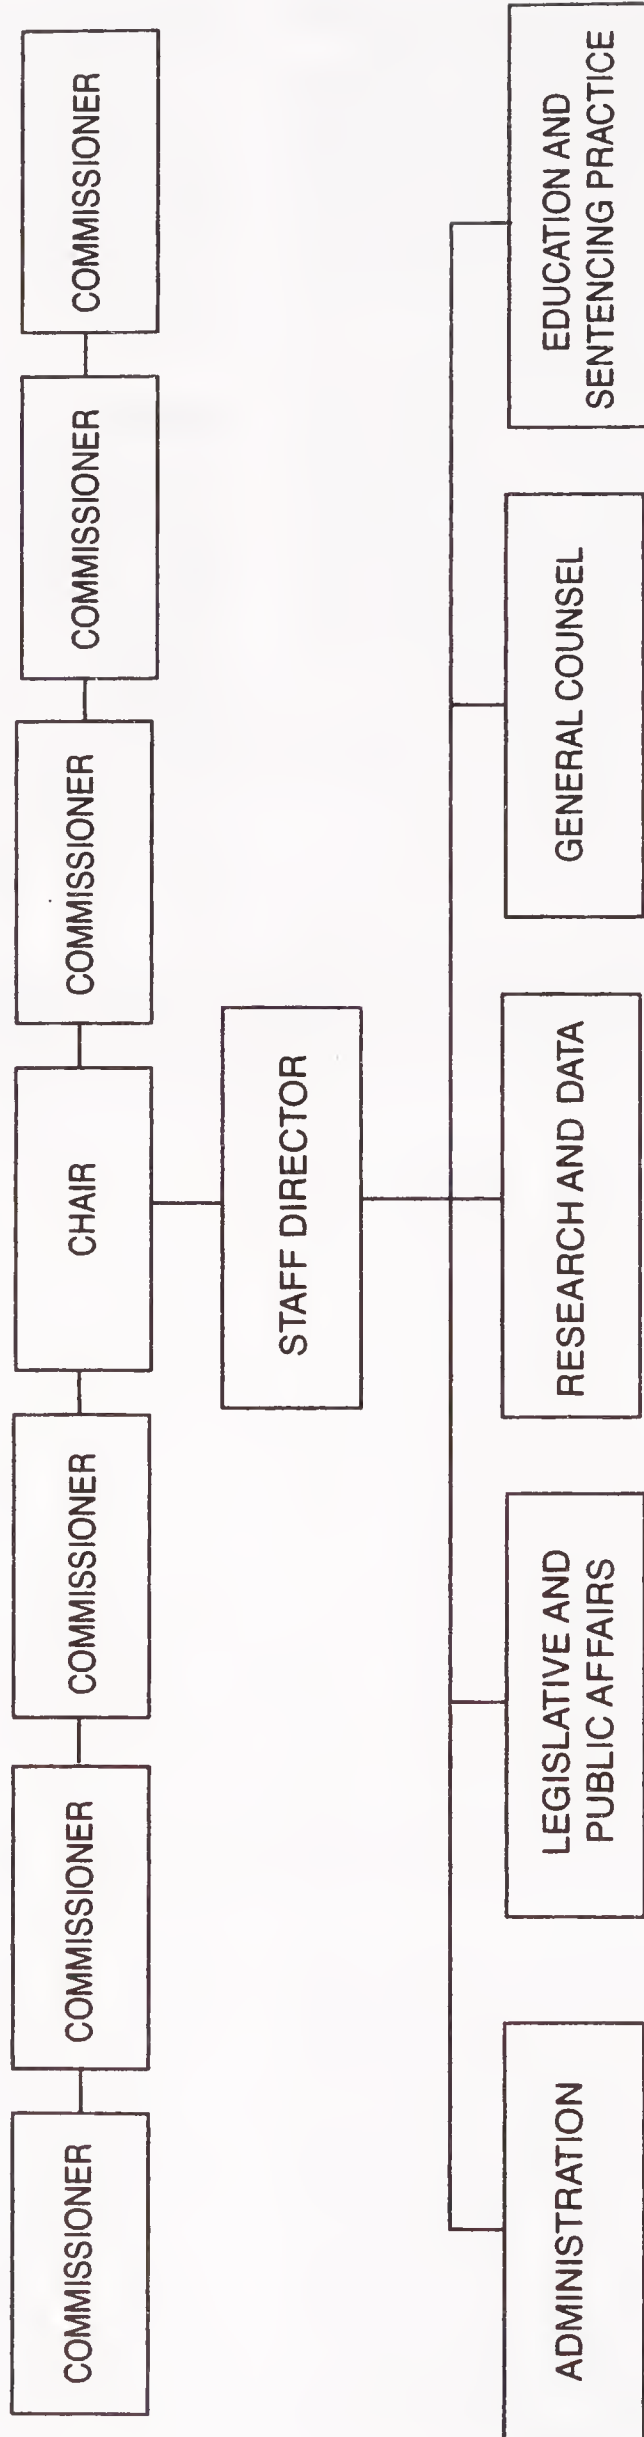 COMMISSIONER
COMMISSIONER
COMMISSIONER
CHAIR
COMMISSIONER
COMMISSIONER
COMMISSIONER
STAFF DIRECTOR
ADMINISTRATION
LEGISLATIVE AND
PUBLIC AFFAIRS
RESEARCH AND DATA
GENERAL COUNSEL
EDUCATION AND
SENTENCING PRACTICE